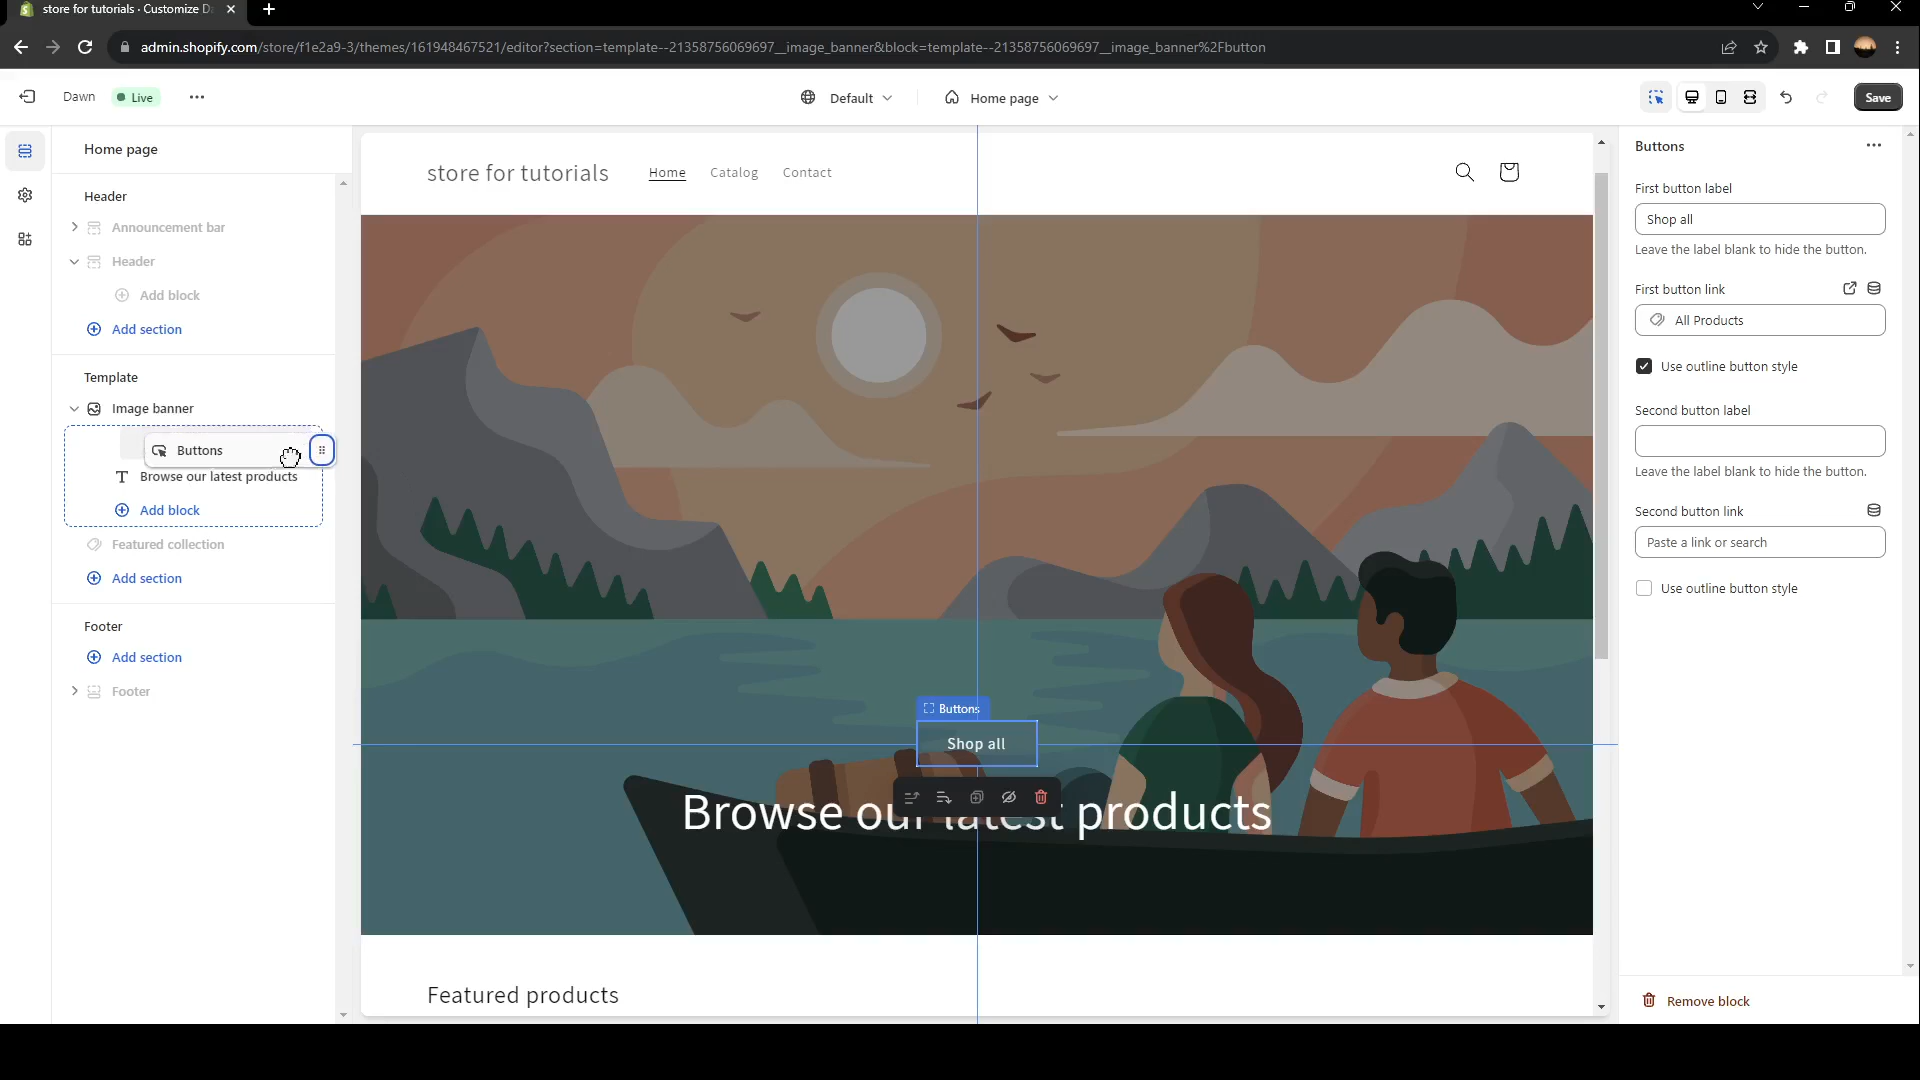 store for tutorials · Customize D
admin.shopify.com/store/f1e2a9-3/themes/161948467521/editor?section=template--21358756069697__image_banner&block=template--21358756069697__image_banner%2Fbutton
Dawn
Live
Default
Home page
Save
Home page
Header
Announcement bar
Header
Add block
Add section
Template
Image banner
Buttons
Browse our latest products
Add block
Featured collection
Add section
Footer
Add section
Footer
store for tutorials
Home
Catalog
Contact
Buttons
Shop all
Browse our latest products
Featured products
Buttons
First button label
Shop all
Leave the label blank to hide the button.
First button link
All Products
Use outline button style
Second button label
Leave the label blank to hide the button.
Second button link
Paste a link or search
Use outline button style
Remove block